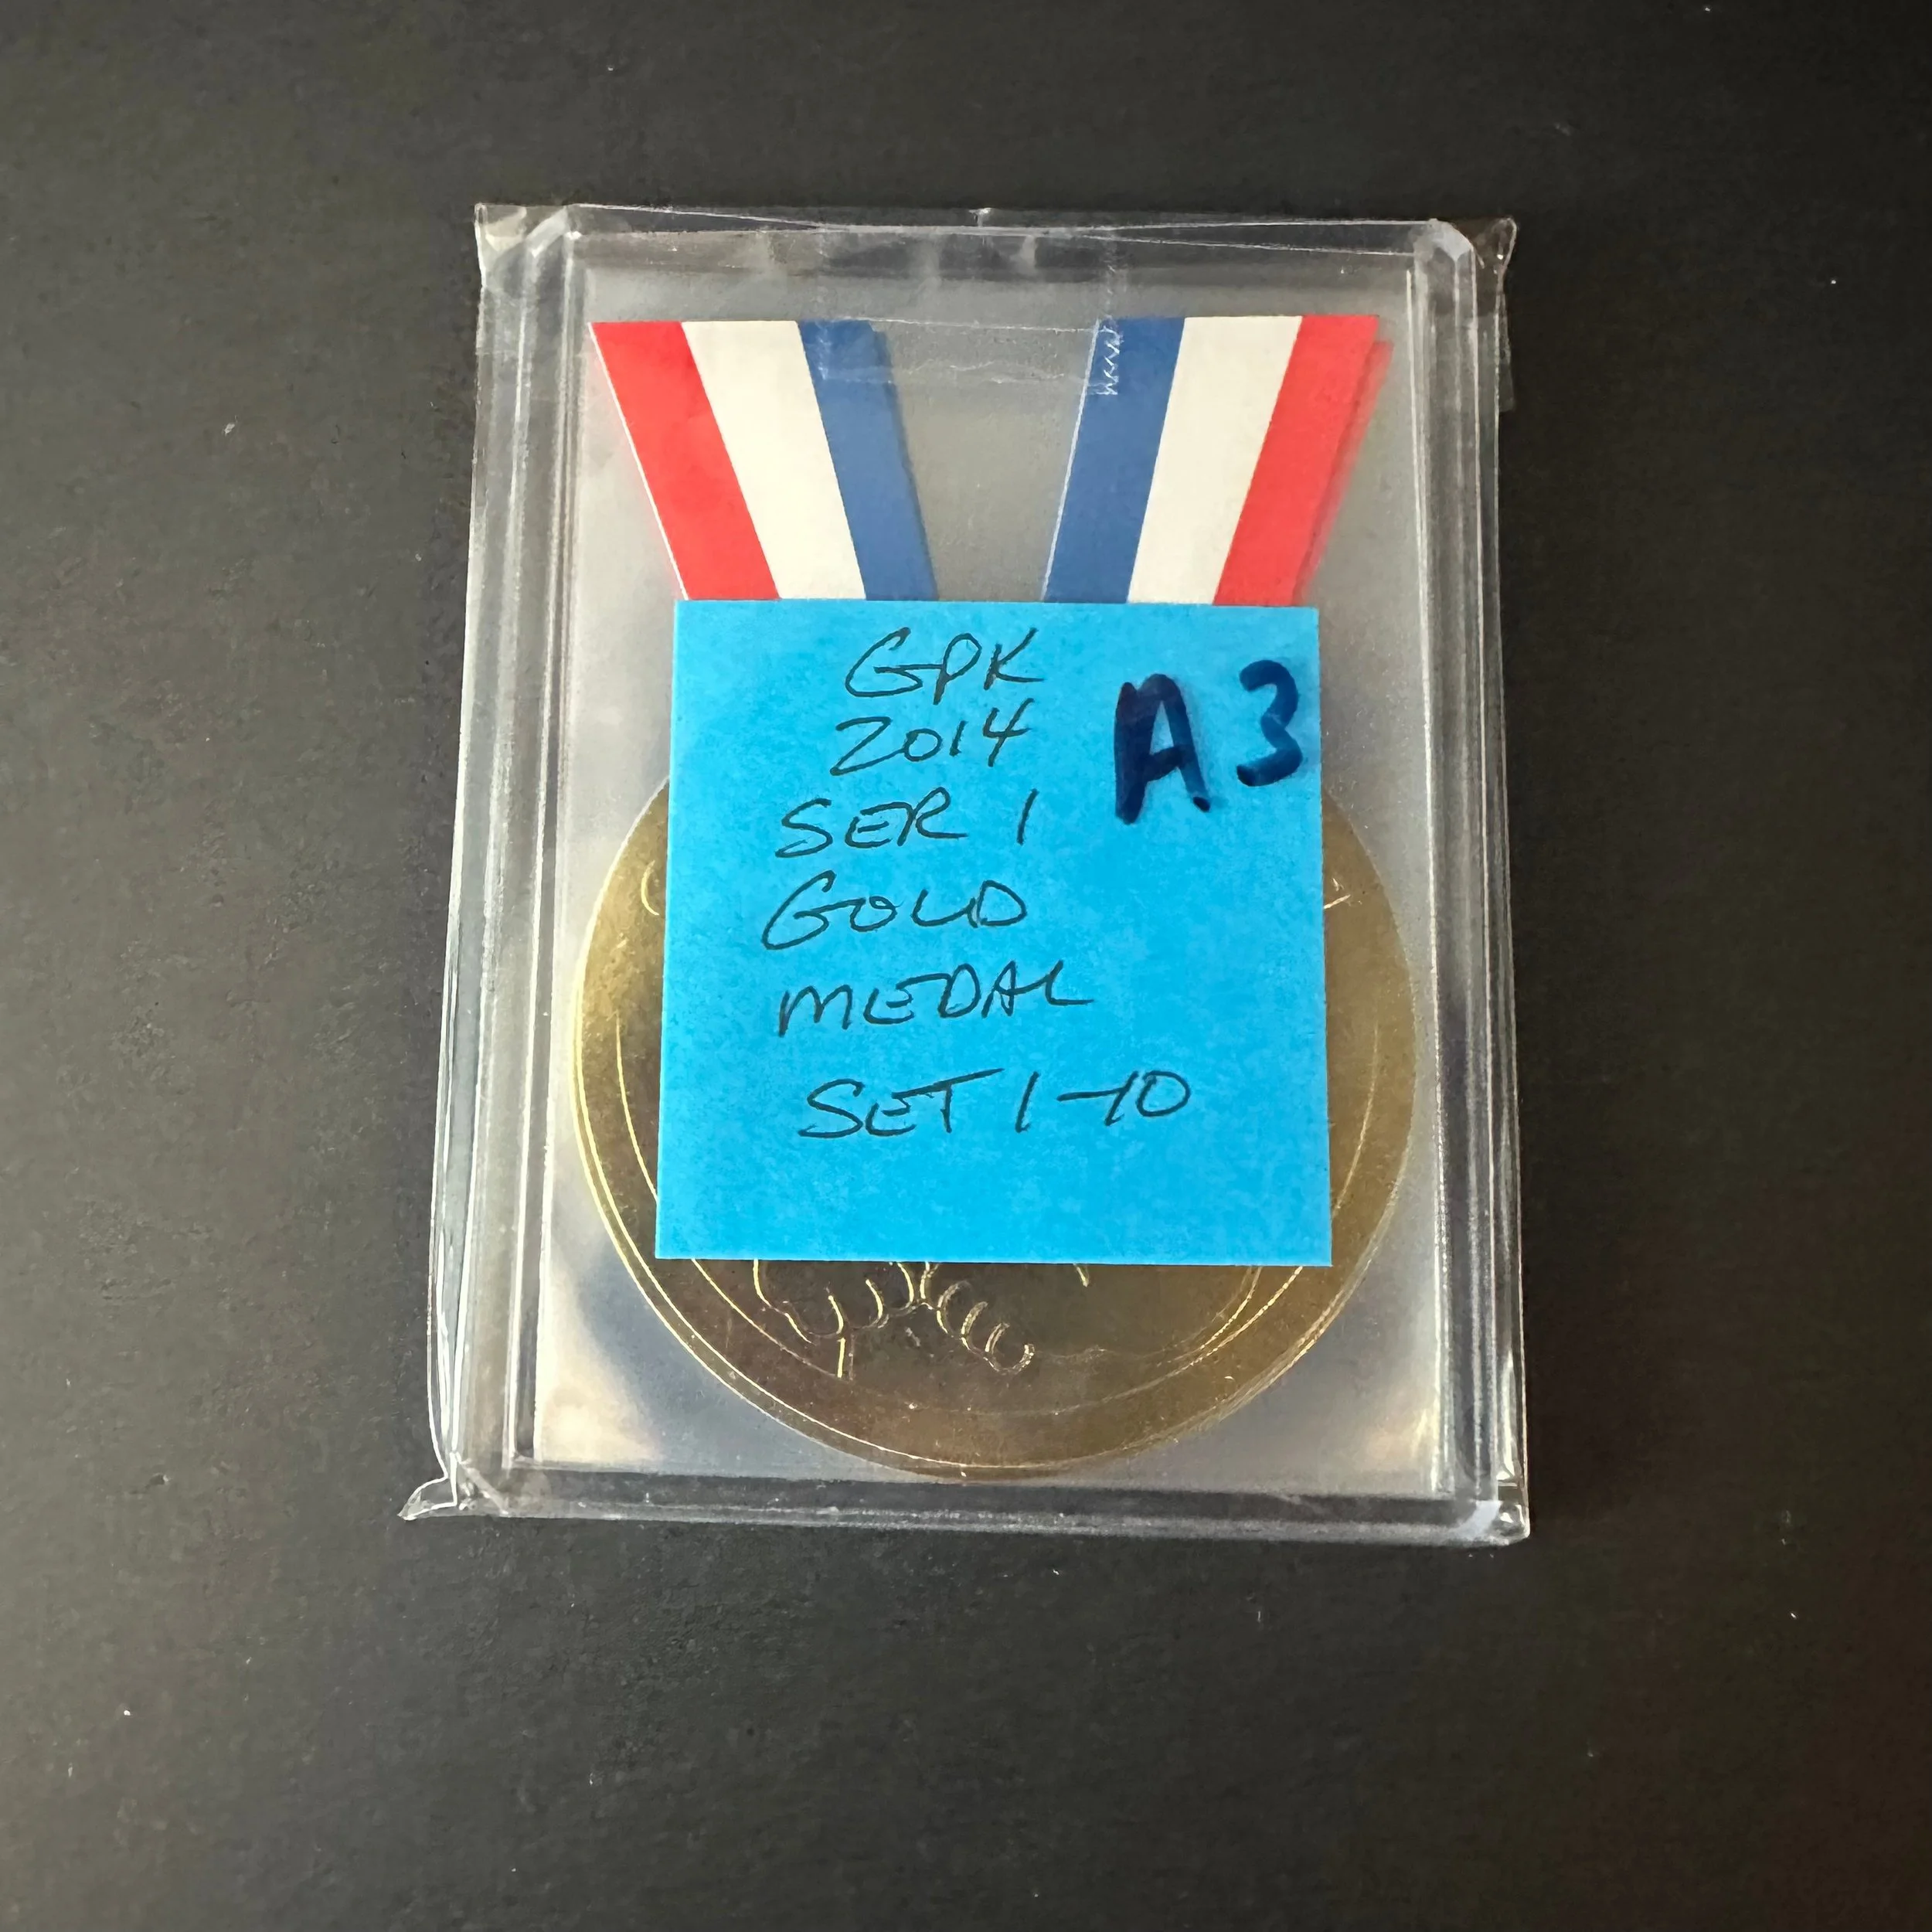 GPK
2014
A3
SER 1
GOLD
MEDAL
SET 1-10